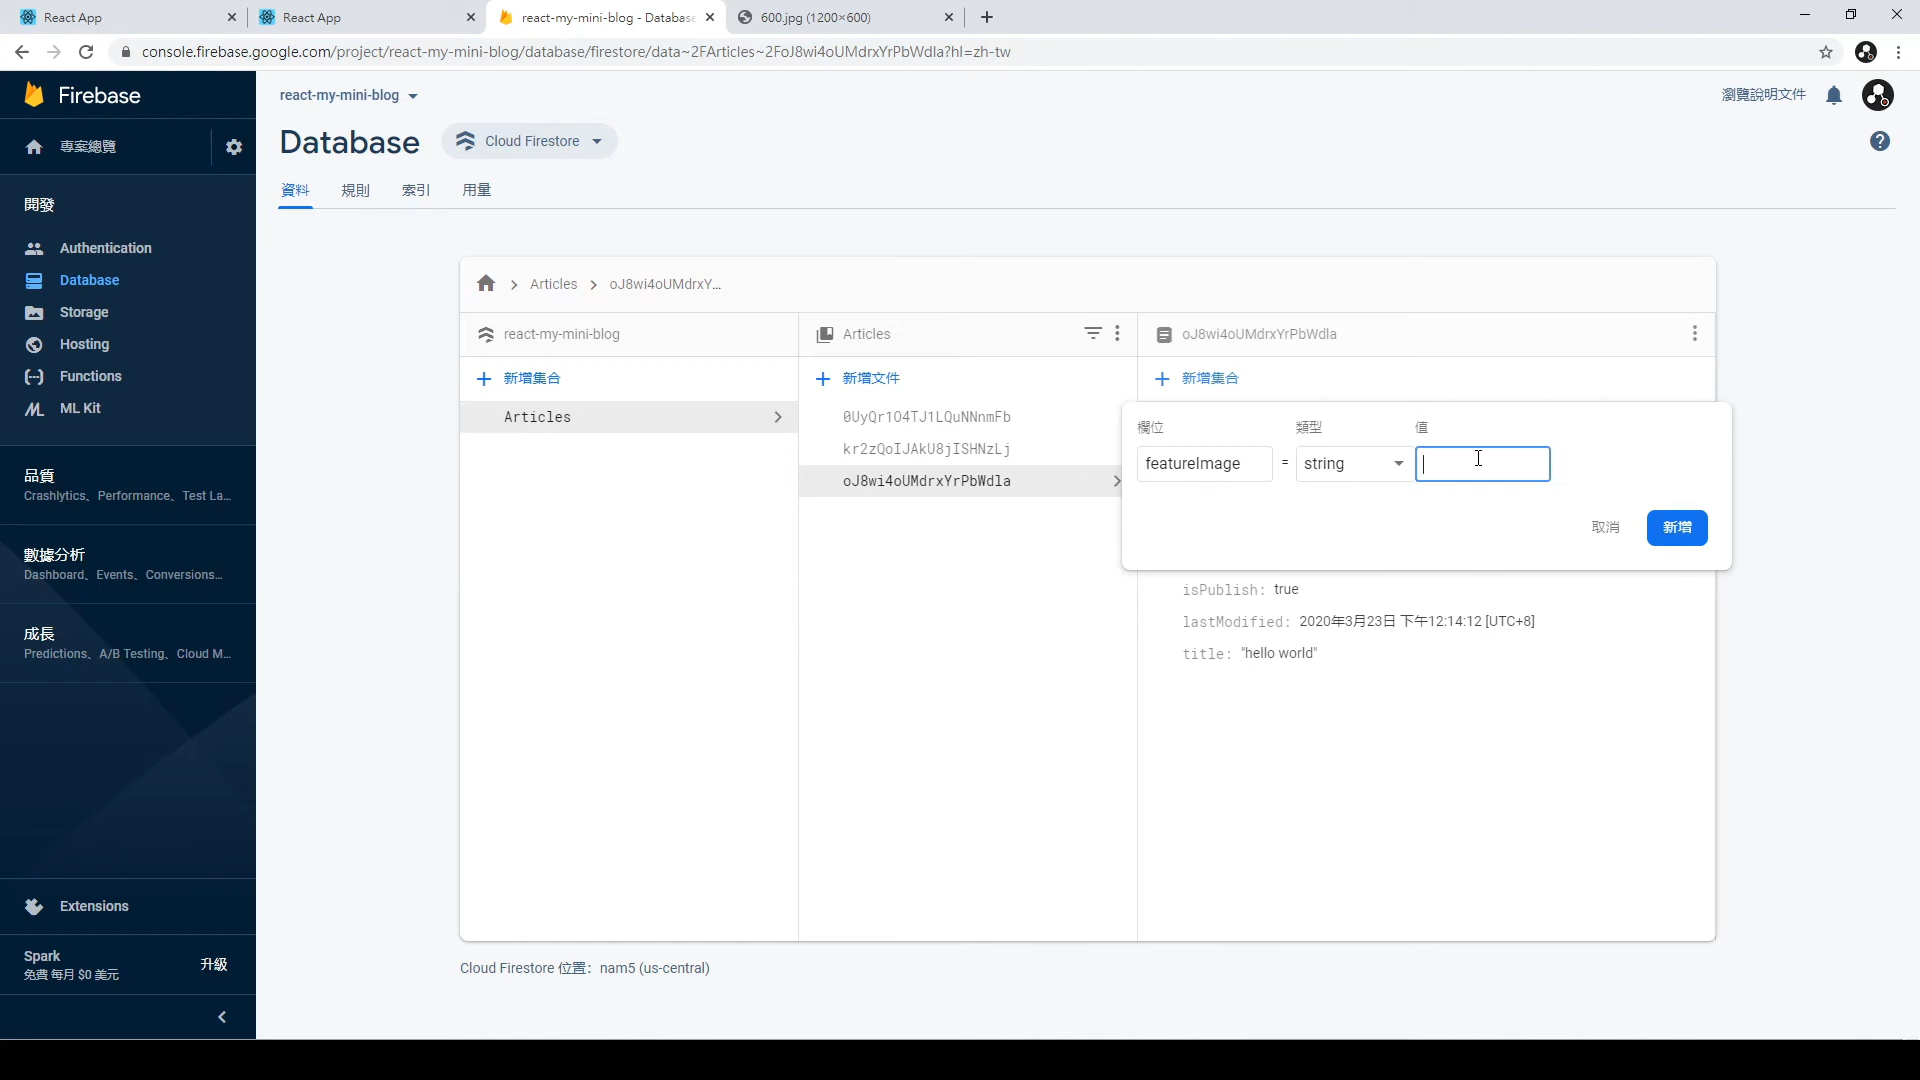 React App
React App
react-my-mini-blog - Database
600.jpg (1200×600)
console.firebase.google.com/project/react-my-mini-blog/database/firestore/data~2FArticles~2FoJ8wi4oUMdrxYrPbWdla?hl=zh-tw
Firebase
react-my-mini-blog
瀏覽說明文件
專案總覽
Database
Cloud Firestore
資料
規則
索引
用量
開發
Authentication
Database
Storage
Hosting
Functions
ML Kit
品質
Crashlytics、Performance、Test La...
數據分析
Dashboard、Events、Conversions...
成長
Predictions、A/B Testing、Cloud M...
Extensions
Spark
免費 每月 $0 美元
升級
Articles
oJ8wi4oUMdrxY...
react-my-mini-blog
Articles
oJ8wi4oUMdrxYrPbWdla
新增集合
新增文件
新增集合
Articles
0UyQr1O4TJ1LQuNNnmFb
kr2zQoIJAkU8jISHNzLj
oJ8wi4oUMdrxYrPbWdla
欄位
類型
值
featureImage
=
string
取消
新增
isPublish: true
lastModified: 2020年3月23日 下午12:14:12 [UTC+8]
title: "hello world"
Cloud Firestore 位置：nam5 (us-central)